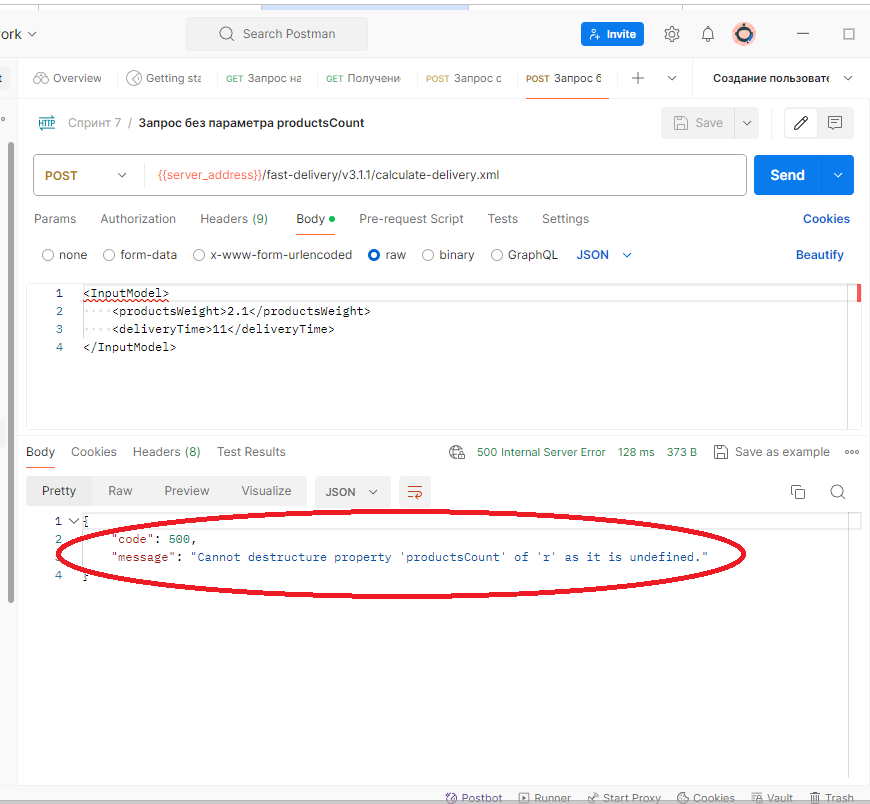 ork
Search Postman
Invite
Overview
Getting sta
GET Запрос на
GET Получени
POST Запрос с
POST Запрос б
Создание пользовате
Спринт 7 / Запрос без параметра productsCount
Save
POST
{{server_address}}/fast-delivery/v3.1.1/calculate-delivery.xml
Send
Params Authorization Headers (9) Body Pre-request Script Tests Settings Cookies
none form-data x-www-form-urlencoded raw binary GraphQL JSON Beautify
1 <InputModel>
2 ····<productsWeight>2.1</productsWeight>
3 ····<deliveryTime>11</deliveryTime>
4 </InputModel>
Body Cookies Headers (8) Test Results 500 Internal Server Error 128 ms 373 B Save as example
Pretty Raw Preview Visualize JSON
1 {
2 "code": 500,
"message": "Cannot destructure property 'productsCount' of 'r' as it is undefined."
4 }
Postbot Runner Start Proxy Cookies Vault Trash